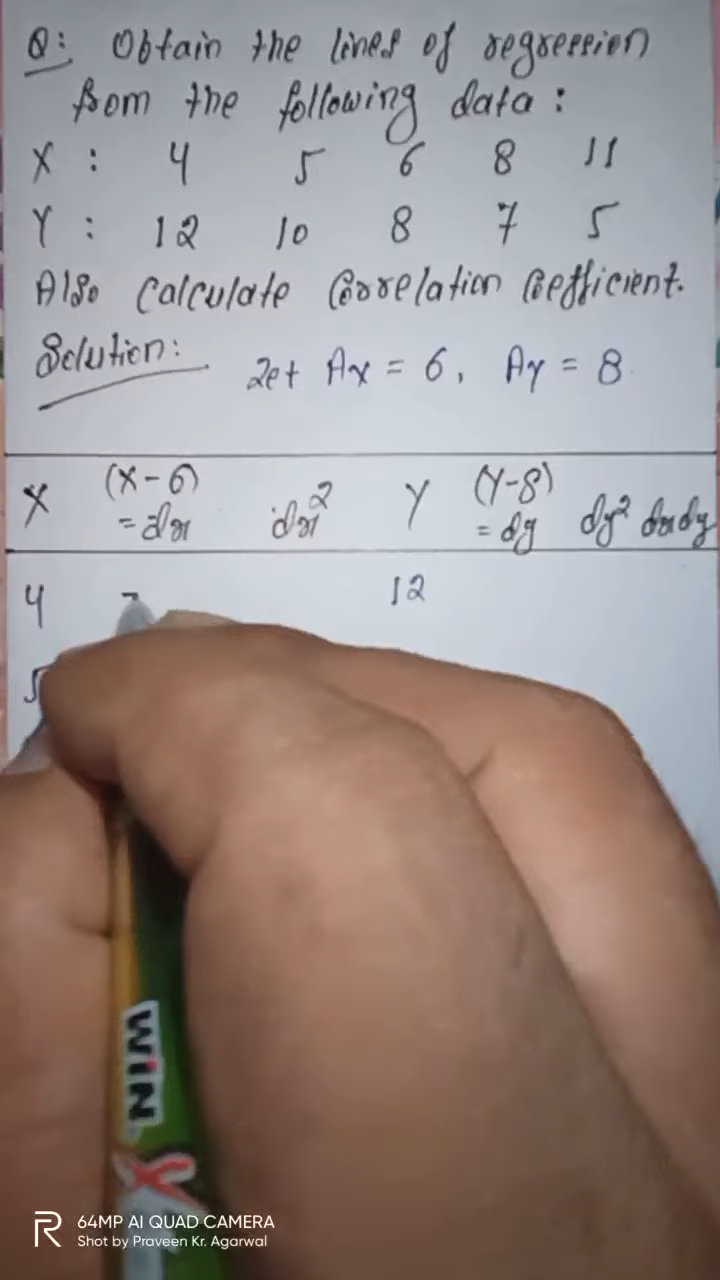 Q: Obtain the lines of regression
from the following data:
X : 4 5 6 8 11
Y : 12 10 8 7 5
Also calculate Correlation Coefficient.
Solution: Let Ax = 6, Ay = 8.
X (X-6) = dx dx² Y (Y-8) = dy dy² dxdy
4 - 12
5
WIN
64MP AI QUAD CAMERA
Shot by Praveen Kr. Agarwal